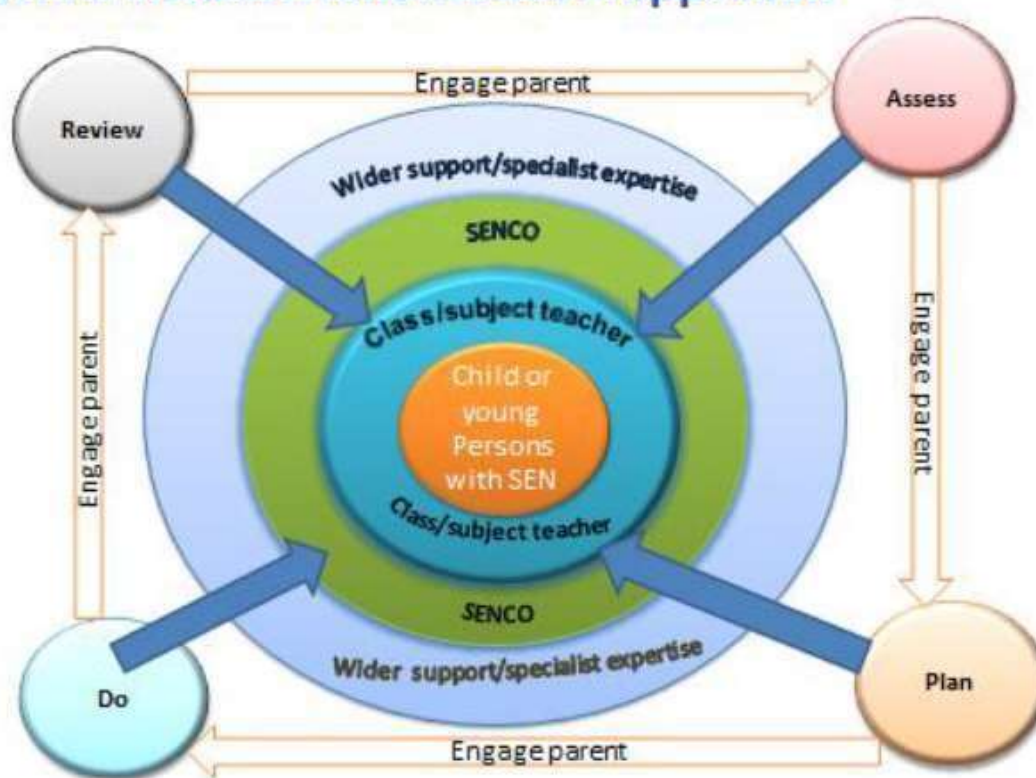 Engage parent
Review
Assess
Wider support/specialist expertise
SENCO
Class/subject teacher
Child or
young
Persons
with SEN
Class/subject teacher
SENCO
Wider support/specialist expertise
Engage parent
Engage parent
Do
Plan
Engage parent